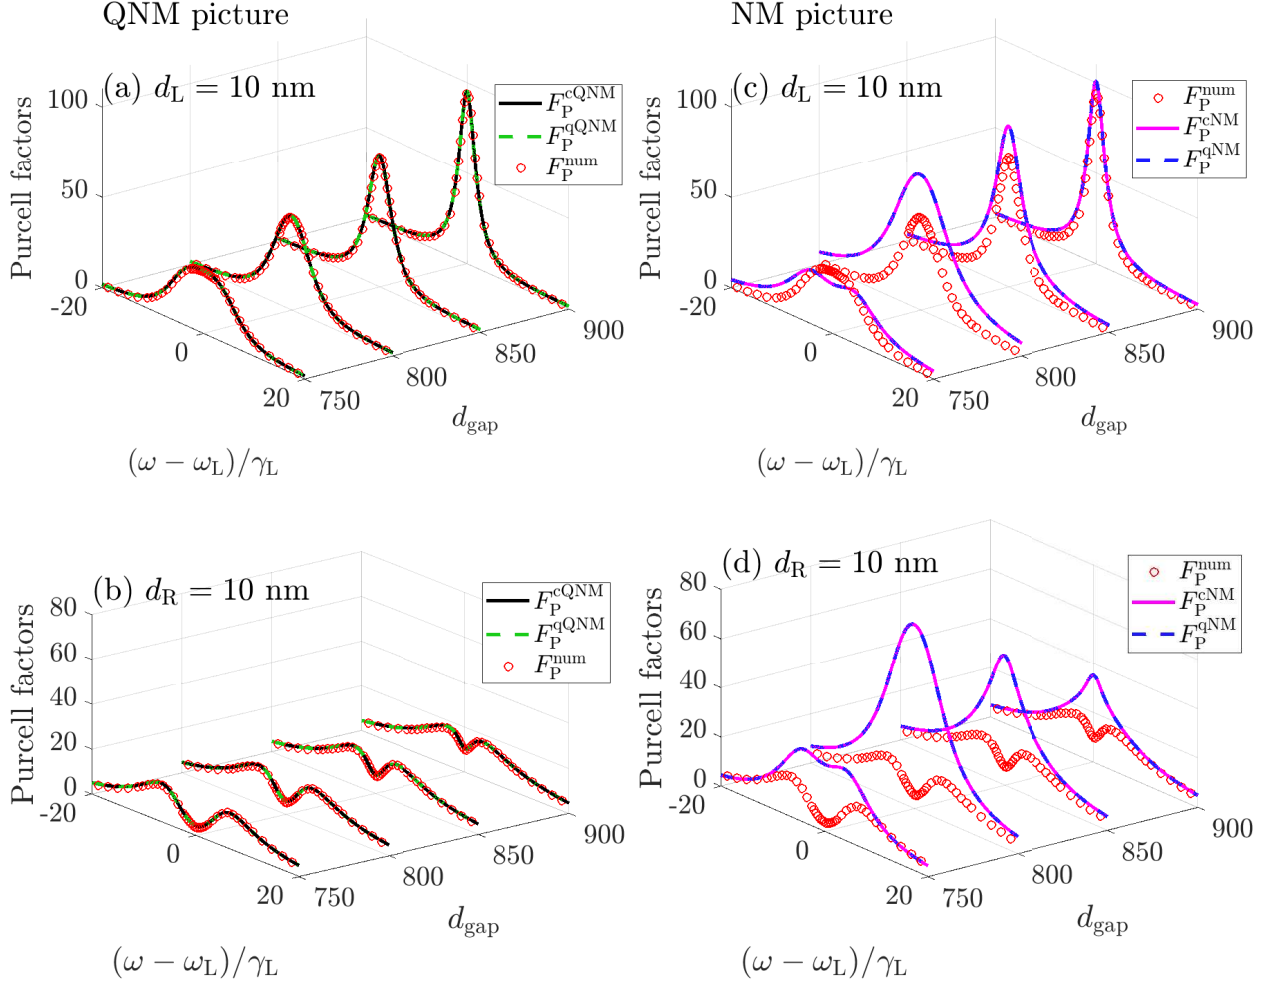 QNM picture
(a) d_L = 10 nm
F_P^cQNM
F_P^qQNM
F_P^num
Purcell factors
100
50
0
-20
0
20
750
800
850
900
d_gap
(ω − ω_L)/γ_L
NM picture
(c) d_L = 10 nm
F_P^num
F_P^cNM
F_P^qNM
Purcell factors
100
50
0
-20
0
20
750
800
850
900
d_gap
(ω − ω_L)/γ_L
(b) d_R = 10 nm
F_P^cQNM
F_P^qQNM
F_P^num
Purcell factors
80
60
40
20
0
-20
0
20
750
800
850
900
d_gap
(ω − ω_L)/γ_L
(d) d_R = 10 nm
F_P^num
F_P^cNM
F_P^qNM
Purcell factors
80
60
40
20
0
-20
0
20
750
800
850
900
d_gap
(ω − ω_L)/γ_L